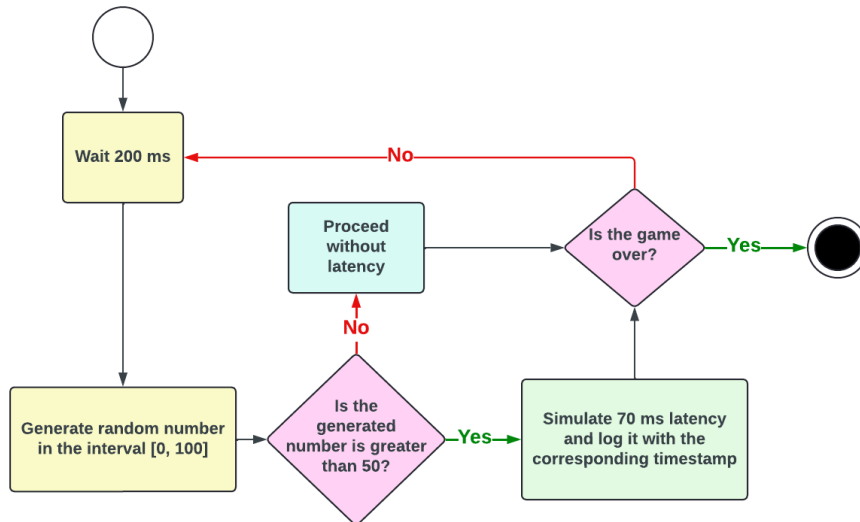 Wait 200 ms
No
Proceed
without
latency
Is the game
over?
Yes
No
Generate random number
in the interval [0, 100]
Is the
generated
number is greater
than 50?
Yes
Simulate 70 ms latency
and log it with the
corresponding timestamp